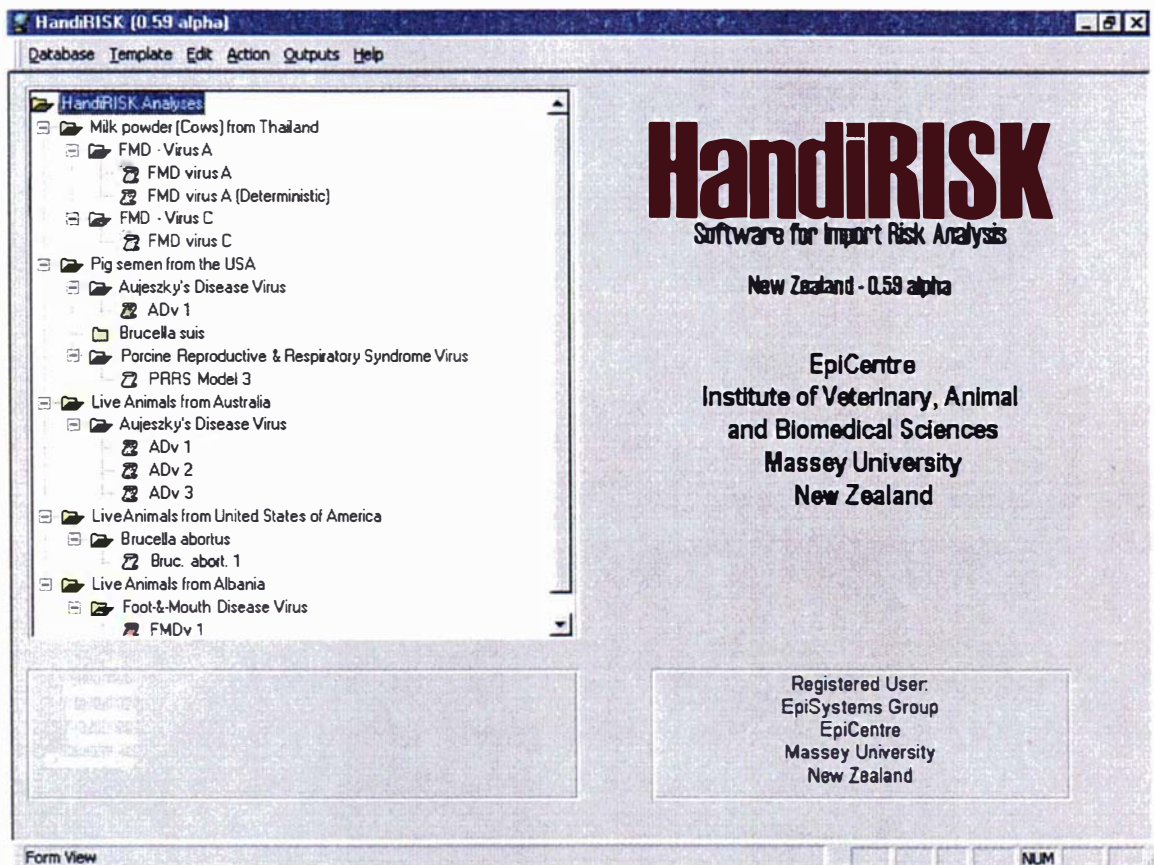 HandiRISK (0.59 alpha)
Database Template Edit Action Outputs Help
HandiRISK Analyses
Milk powder (Cows) from Thailand
FMD - Virus A
FMD virus A
FMD virus A (Deterministic)
FMD - Virus C
FMD virus C
Pig semen from the USA
Aujeszky's Disease Virus
ADv 1
Brucella suis
Porcine Reproductive & Respiratory Syndrome Virus
PRRS Model 3
Live Animals from Australia
Aujeszky's Disease Virus
ADv 1
ADv 2
ADv 3
Live Animals from United States of America
Brucella abortus
Bruc. abort. 1
Live Animals from Albania
Foot-&-Mouth Disease Virus
FMDv 1
HandiRISK
Software for Import Risk Analysis
New Zealand - 0.59 alpha
EpiCentre
Institute of Veterinary, Animal
and Biomedical Sciences
Massey University
New Zealand
Registered User:
EpiSystems Group
EpiCentre
Massey University
New Zealand
Form View
NUM